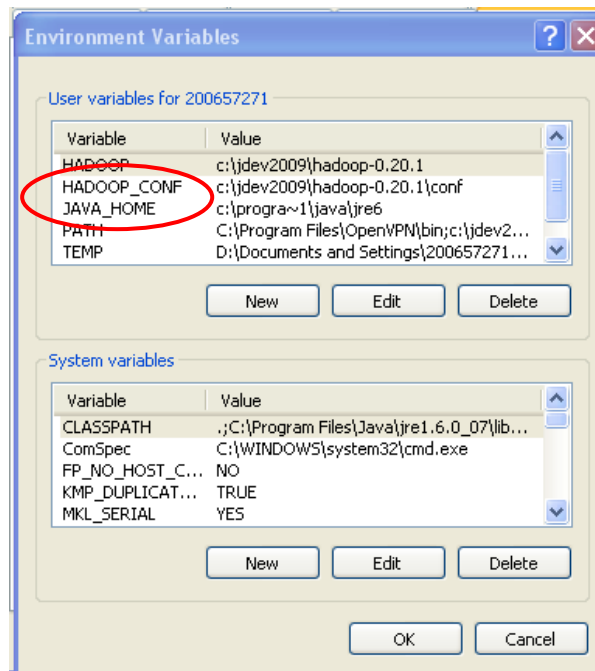 Environment Variables
User variables for 200657271
Variable Value
HADOOP c:\jdev2009\hadoop-0.20.1
HADOOP_CONF c:\jdev2009\hadoop-0.20.1\conf
JAVA_HOME c:\progra~1\java\jre6
PATH C:\Program Files\OpenVPN\bin;c:\jdev2...
TEMP D:\Documents and Settings\200657271...
New Edit Delete
System variables
Variable Value
CLASSPATH .;C:\Program Files\Java\jre1.6.0_07\lib...
ComSpec C:\WINDOWS\system32\cmd.exe
FP_NO_HOST_C... NO
KMP_DUPLICAT... TRUE
MKL_SERIAL YES
New Edit Delete
OK Cancel